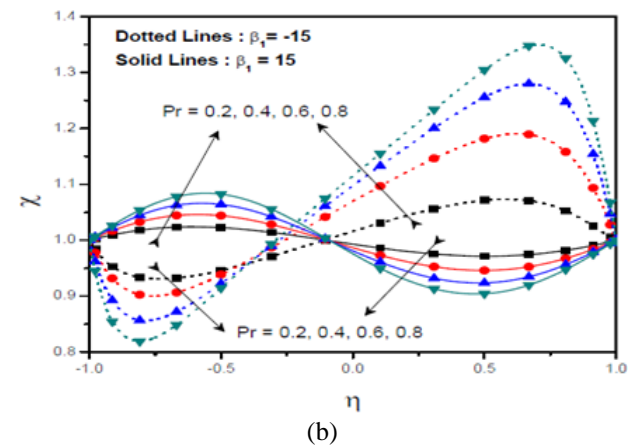 1.4
Dotted Lines : β₁= -15
Solid Lines : β₁ = 15
1.3
Pr = 0.2, 0.4, 0.6, 0.8
1.2
1.1
χ
1.0
0.9
Pr = 0.2, 0.4, 0.6, 0.8
0.8
-1.0 -0.5 0.0 0.5 1.0
η
(b)